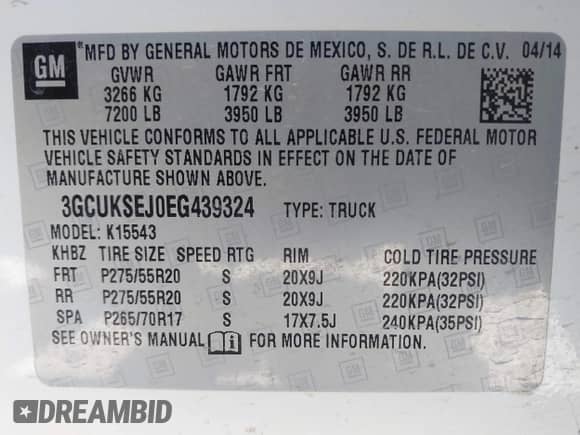 GM ® MFD BY GENERAL MOTORS DE MEXICO, S. DE R.L. DE C.V. 04/14
GVWR GAWR FRT GAWR RR
3266 KG 1792 KG 1792 KG
7200 LB 3950 LB 3950 LB
THIS VEHICLE CONFORMS TO ALL APPLICABLE U.S. FEDERAL MOTOR
VEHICLE SAFETY STANDARDS IN EFFECT ON THE DATE OF
MANUFACTURE SHOWN ABOVE.
3GCUKSEJ0EG439324 TYPE: TRUCK
MODEL: K15543
KHBZ TIRE SIZE SPEED RTG RIM COLD TIRE PRESSURE
FRT P275/55R20 S 20X9J 220KPA(32PSI)
RR P275/55R20 S 20X9J 220KPA(32PSI)
SPA P265/70R17 S 17X7.5J 240KPA(35PSI)
SEE OWNER'S MANUAL FOR MORE INFORMATION.
DREAMBID